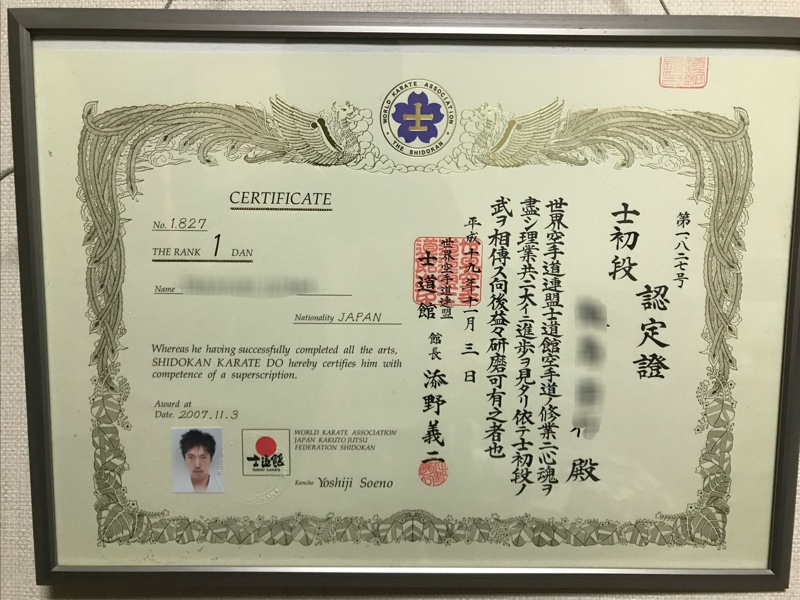 WORLD KARATE ASSOCIATION
THE SHIDOKAN
士
CERTIFICATE
No. 1.827
THE RANK 1 DAN
Name
Nationality JAPAN
Whereas he having successfully completed all the arts,
SHIDOKAN KARATE DO hereby certifies him with
competence of a superscription.
Award at
Date. 2007.11.3
士道館
WORLD KARATE ASSOCIATION
JAPAN KAKUTO JUTSU
FEDERATION SHIDOKAN
Kancho Yoshiji Soeno
第一八二七号
認定證
士初段
殿
世界空手道連盟士道館空手道ノ修業ニ心魂ヲ
盡シ理業共ニ大イニ進歩ヲ見タリ依テ士初段ノ
武ヲ相傳ス向後益々研磨可有之者也
平成十九年十一月三日
世界空手道連盟
士道館 館長 添野義二